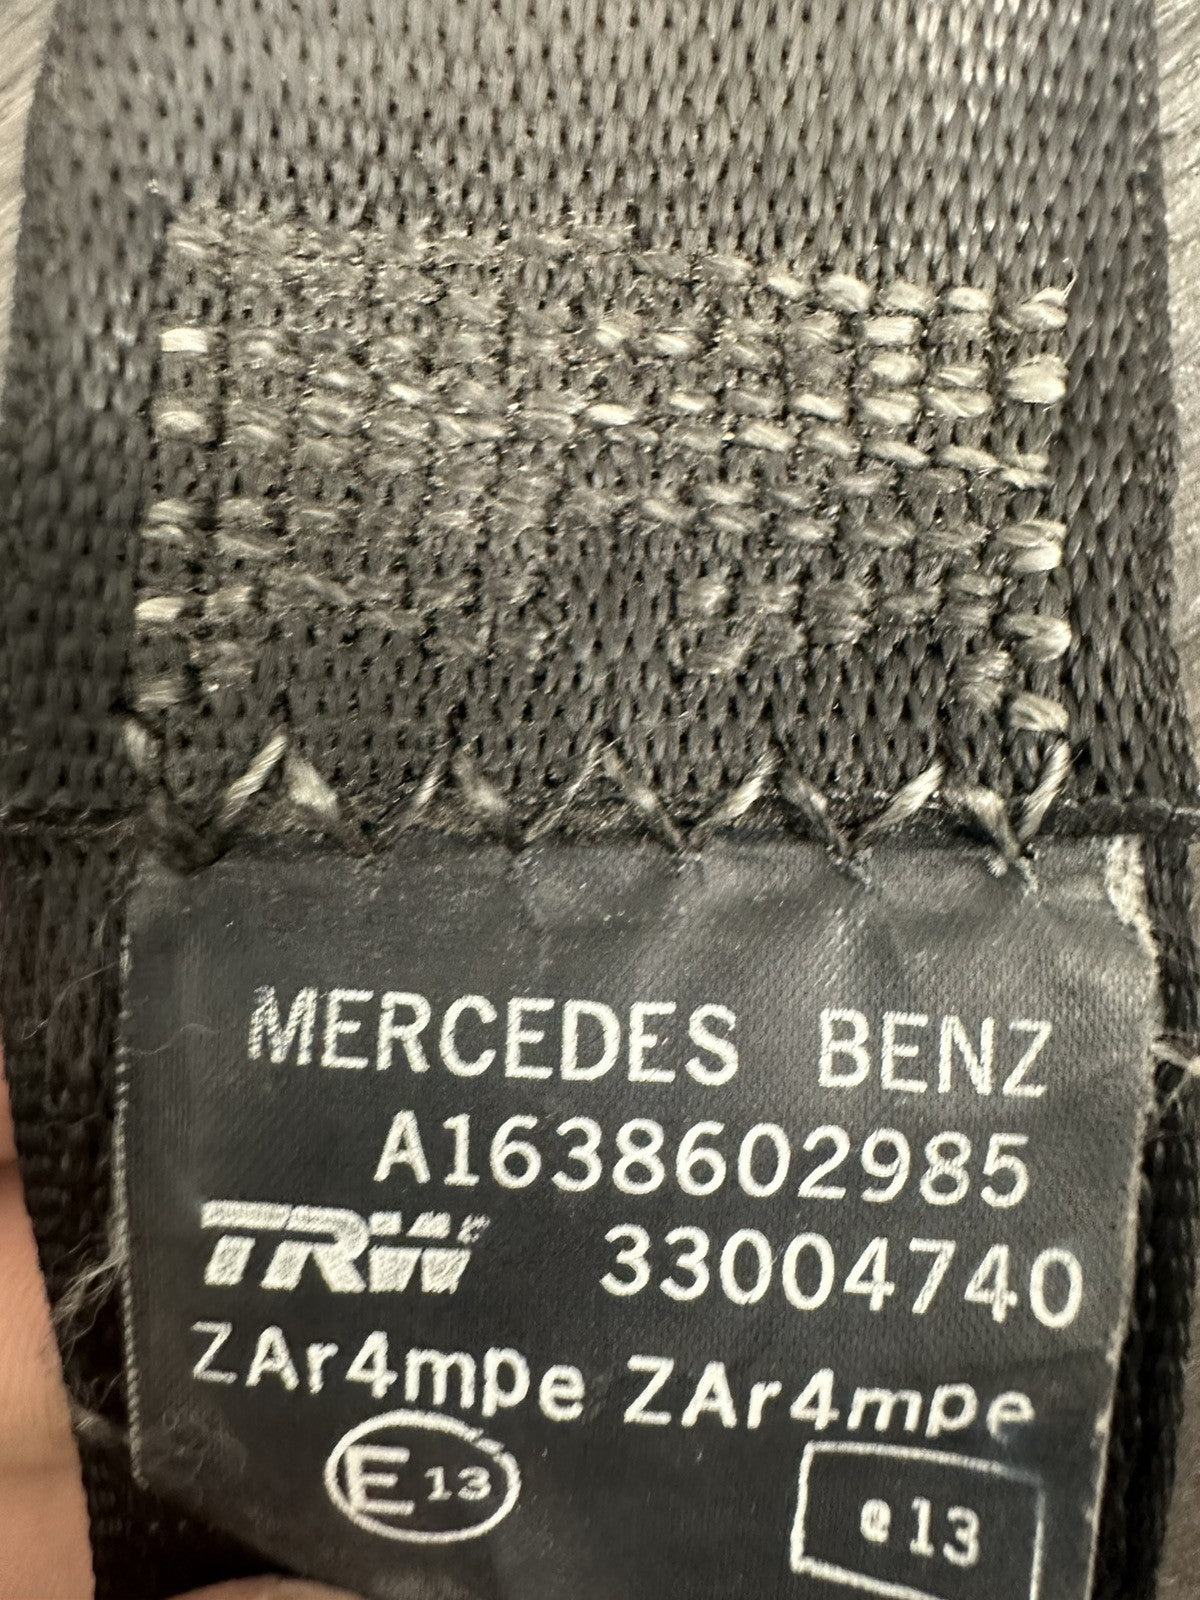 MERCEDES BENZ
A1638602985
TRW 33004740
ZAr4mpe ZAr4mpe
E13 e13